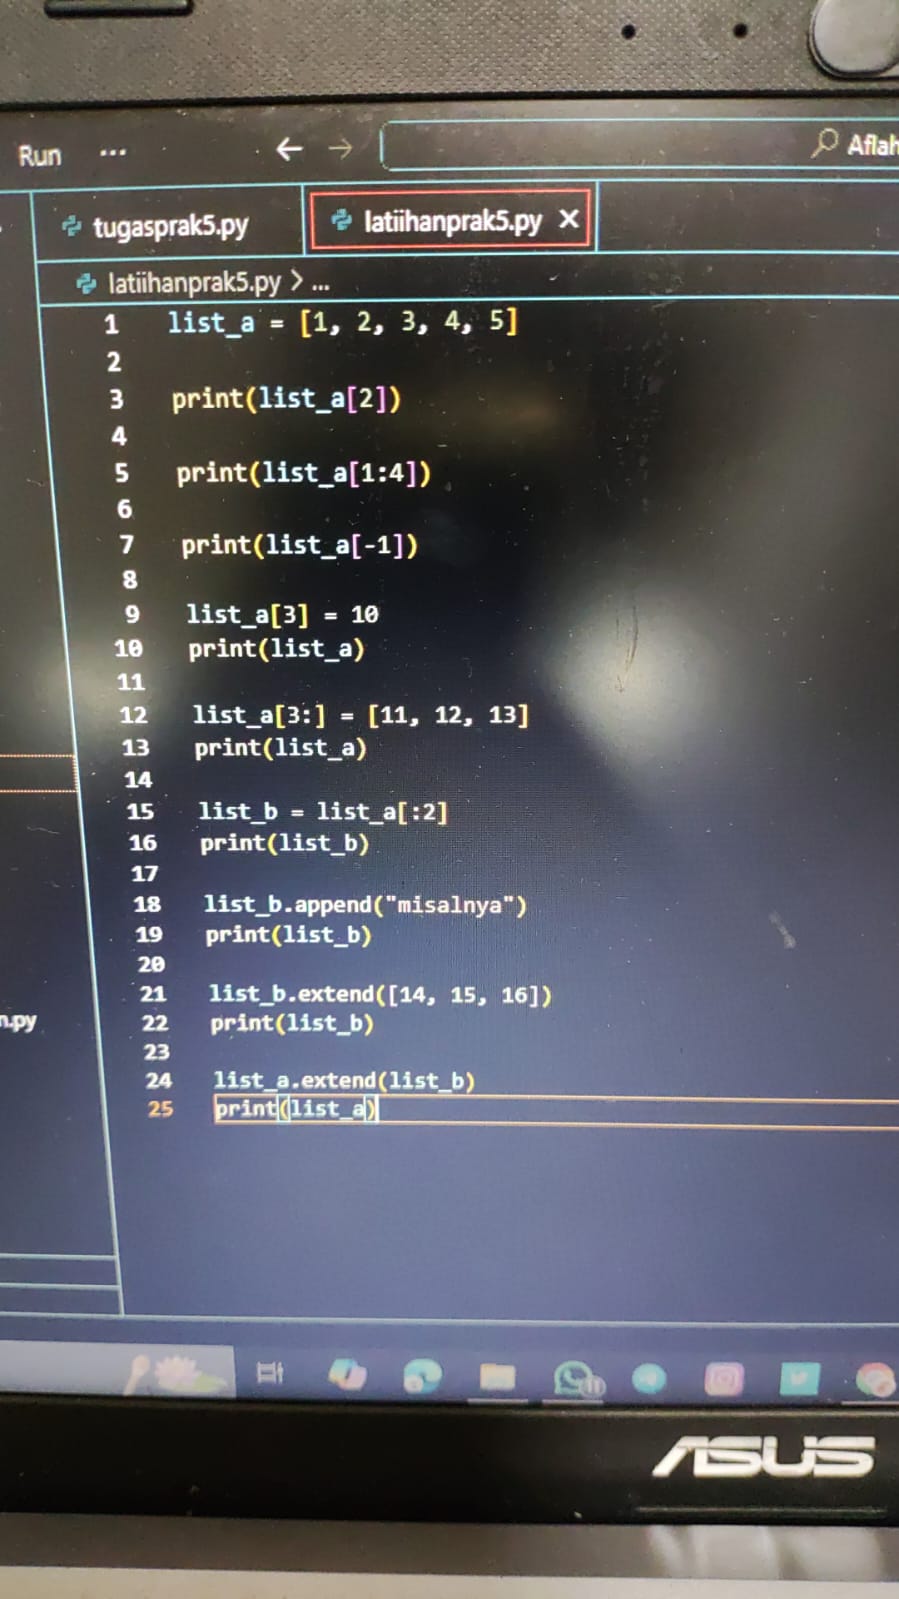 Run ... ← → Aflah
tugasprak5.py latiihanprak5.py ×
latiihanprak5.py > ...
1 list_a = [1, 2, 3, 4, 5]
2
3 print(list_a[2])
4
5 print(list_a[1:4])
6
7 print(list_a[-1])
8
9 list_a[3] = 10
10 print(list_a)
11
12 list_a[3:] = [11, 12, 13]
13 print(list_a)
14
15 list_b = list_a[:2]
16 print(list_b)
17
18 list_b.append("misalnya")
19 print(list_b)
20
21 list_b.extend([14, 15, 16])
22 print(list_b)
23
24 list_a.extend(list_b)
25 print(list_a)
n.py
ASUS